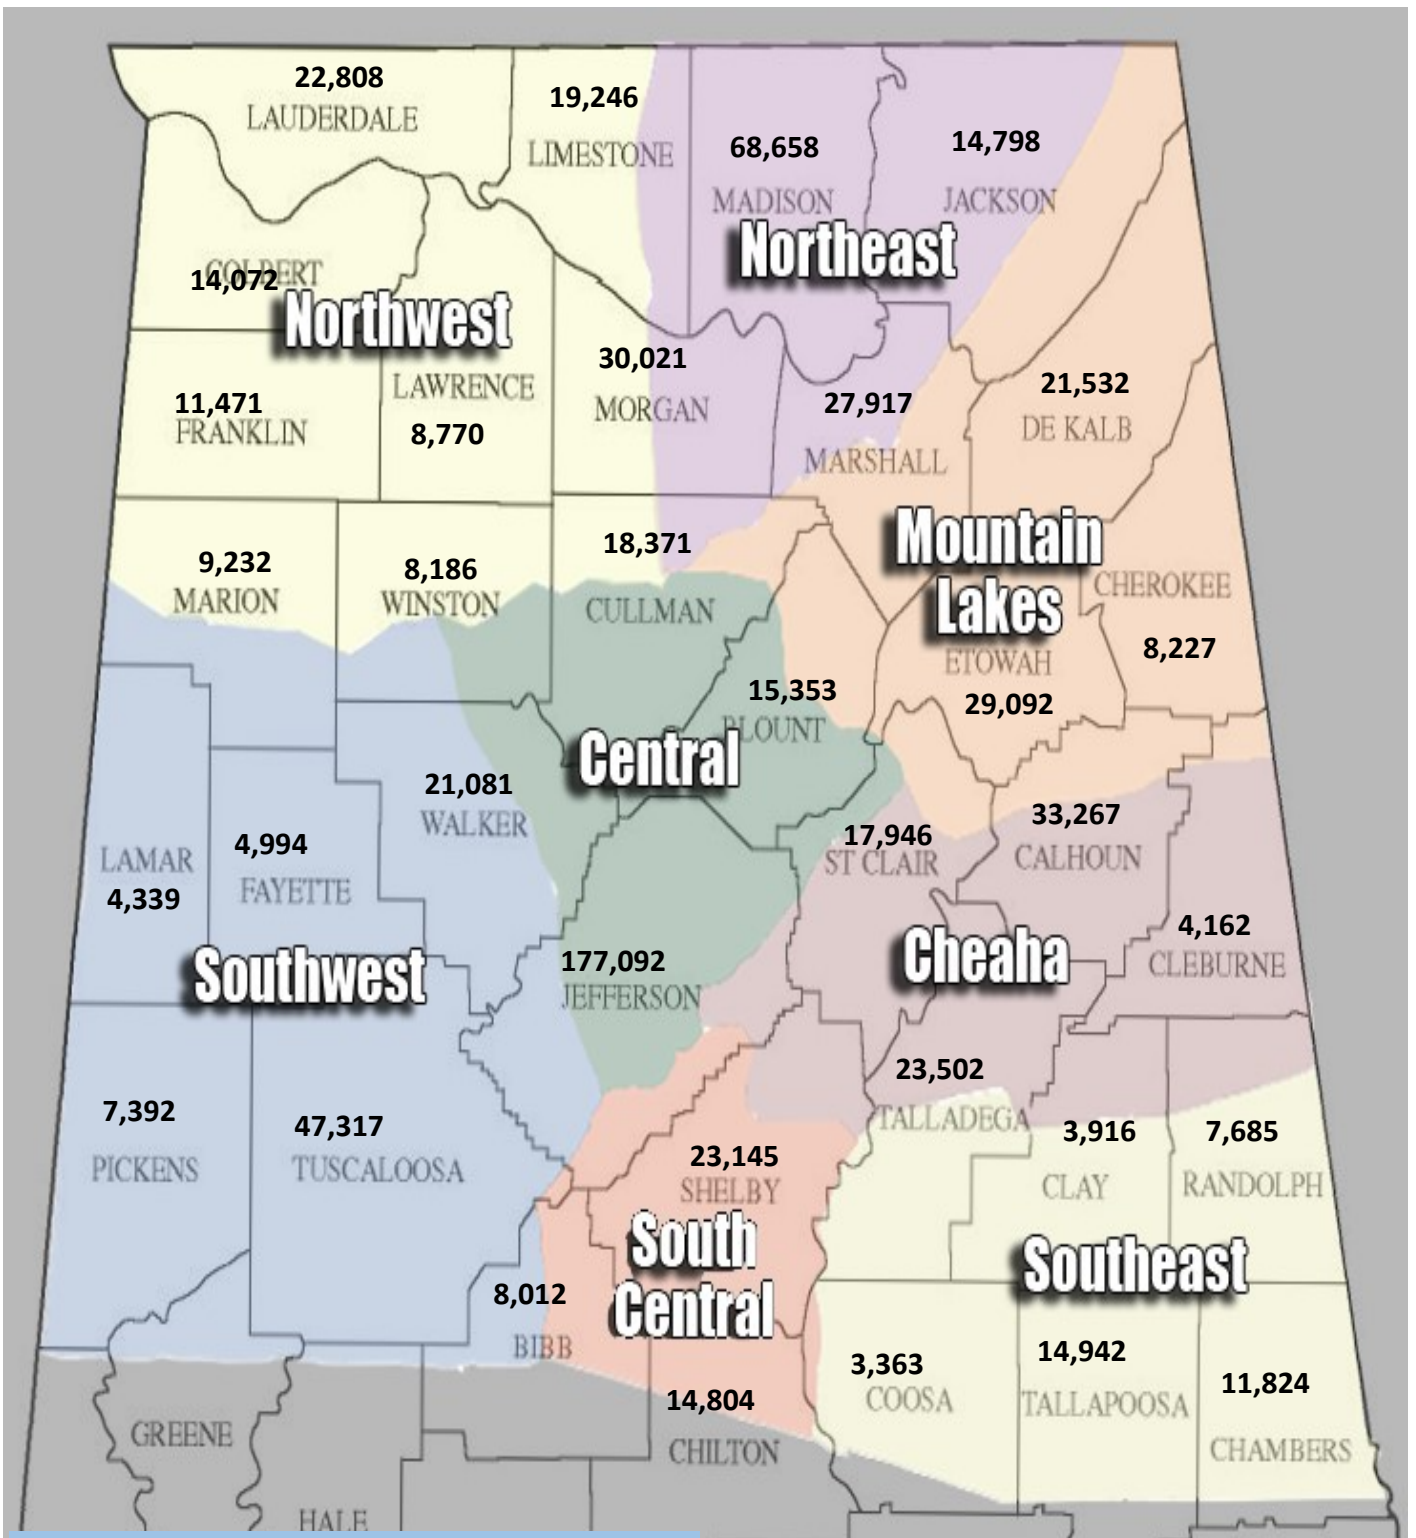 22,808
LAUDERDALE
19,246
LIMESTONE
68,658
MADISON
14,798
JACKSON
Northeast
COLBERT
14,072
Northwest
30,021
MORGAN
LAWRENCE
8,770
11,471
FRANKLIN
27,917
MARSHALL
21,532
DE KALB
Mountain
Lakes
18,371
CULLMAN
9,232
MARION
8,186
WINSTON
CHEROKEE
8,227
ETOWAH
29,092
15,353
BLOUNT
Central
21,081
WALKER
17,946
ST CLAIR
33,267
CALHOUN
4,994
FAYETTE
LAMAR
4,339
4,162
CLEBURNE
Cheaha
Southwest
177,092
JEFFERSON
23,502
TALLADEGA
7,392
PICKENS
47,317
TUSCALOOSA
3,916
CLAY
7,685
RANDOLPH
23,145
SHELBY
South
Central
Southeast
8,012
BIBB
14,804
CHILTON
3,363
COOSA
14,942
TALLAPOOSA
11,824
CHAMBERS
GREENE
HALE